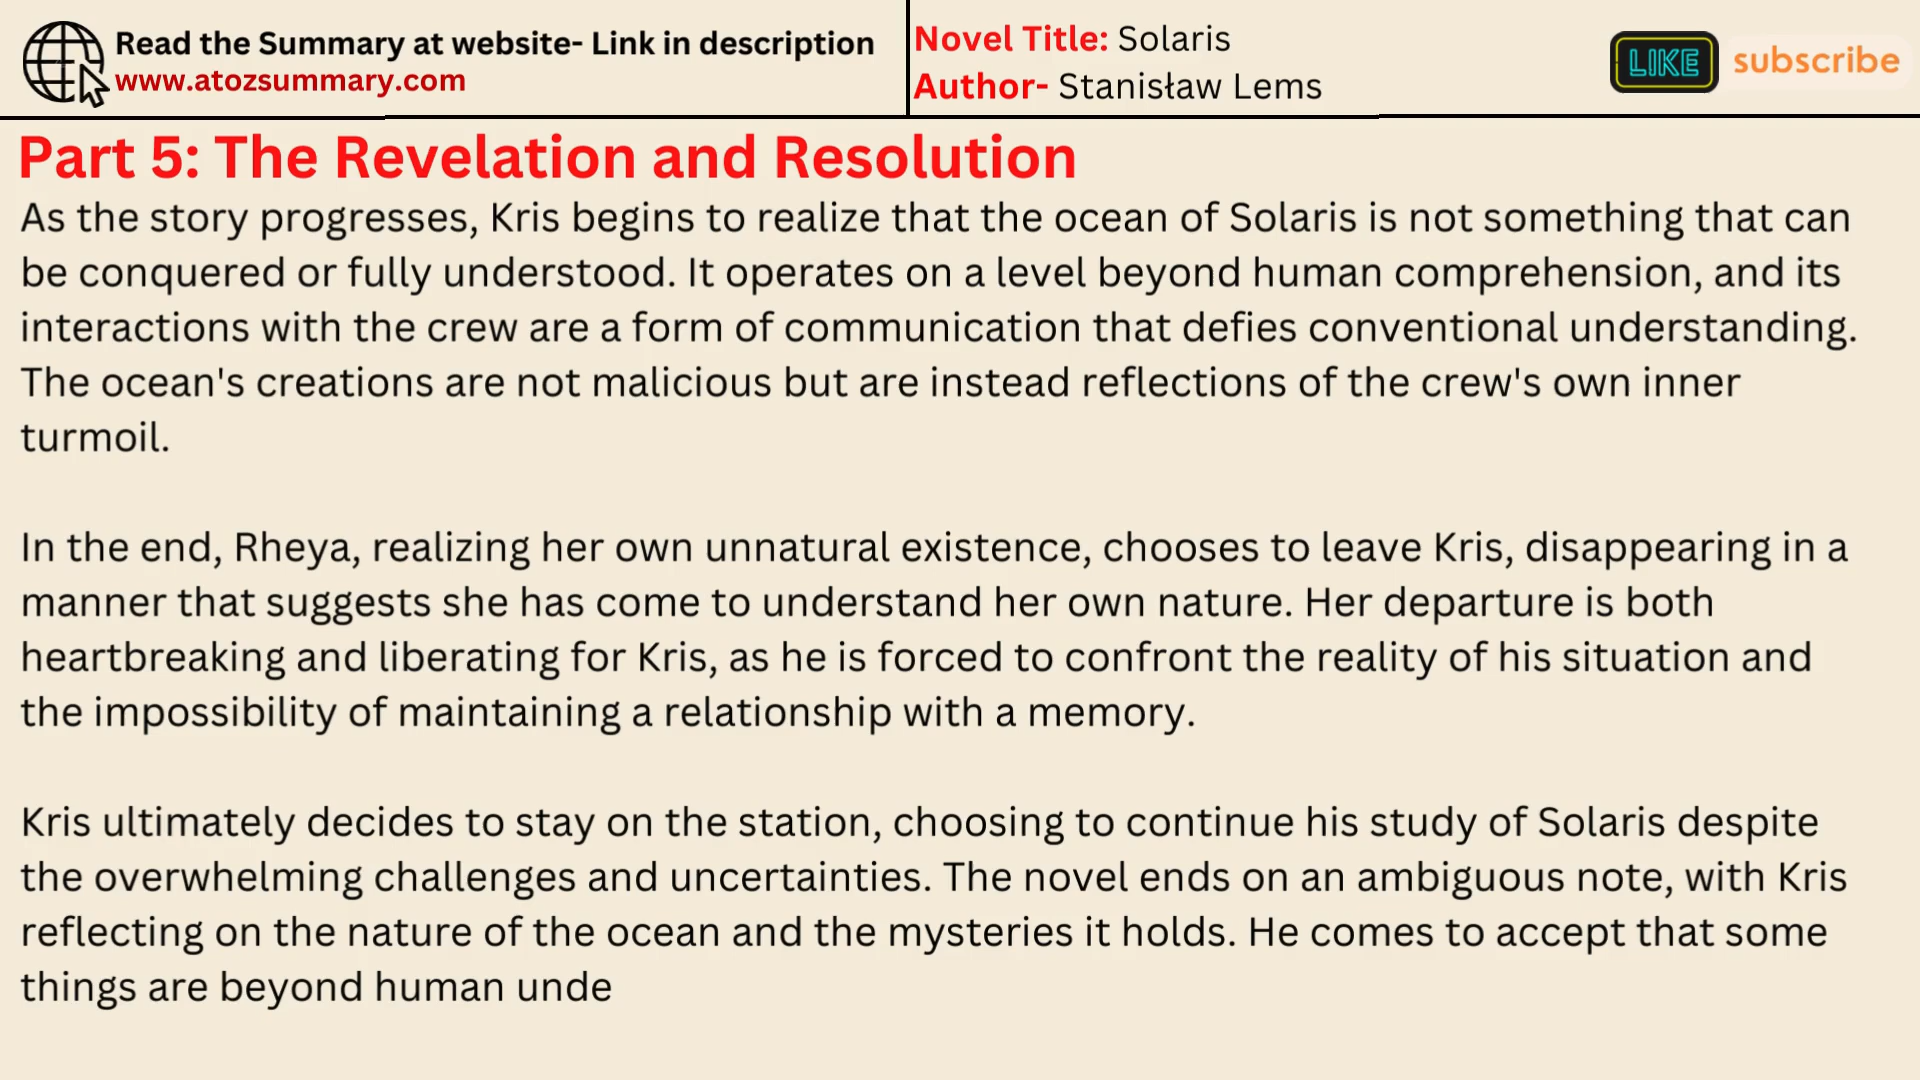 Read the Summary at website- Link in description
www.atozsummary.com
Novel Title: Solaris
Author- Stanisław Lems
LIKE
subscribe
Part 5: The Revelation and Resolution
As the story progresses, Kris begins to realize that the ocean of Solaris is not something that can
be conquered or fully understood. It operates on a level beyond human comprehension, and its
interactions with the crew are a form of communication that defies conventional understanding.
The ocean's creations are not malicious but are instead reflections of the crew's own inner
turmoil.
In the end, Rheya, realizing her own unnatural existence, chooses to leave Kris, disappearing in a
manner that suggests she has come to understand her own nature. Her departure is both
heartbreaking and liberating for Kris, as he is forced to confront the reality of his situation and
the impossibility of maintaining a relationship with a memory.
Kris ultimately decides to stay on the station, choosing to continue his study of Solaris despite
the overwhelming challenges and uncertainties. The novel ends on an ambiguous note, with Kris
reflecting on the nature of the ocean and the mysteries it holds. He comes to accept that some
things are beyond human unde